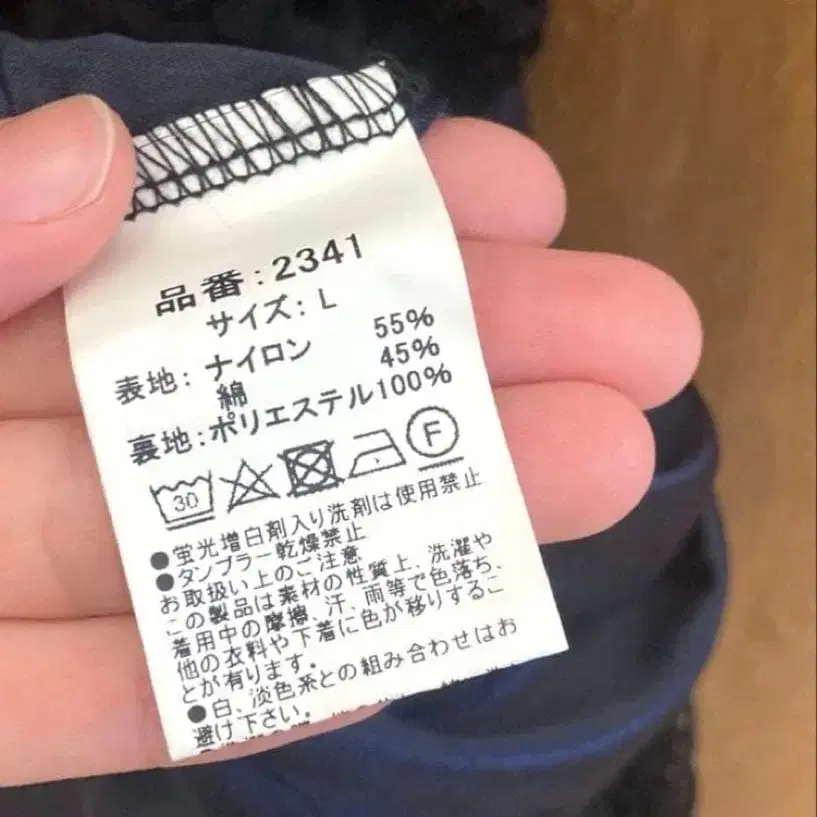 品番:2341
サイズ:L
表地:ナイロン 55%
綿 45%
裏地:ポリエステル100%
30 F
●蛍光増白剤入り洗剤は使用禁止
●タンブラー乾燥禁止
お取扱い上のご注意
この製品は素材の性質上、洗濯や
着用中の摩擦、汗、雨等で色落ち、
他の衣料や下着に色が移りするこ
とが有ります。
●白、淡色系との組み合わせはお
避け下さい。